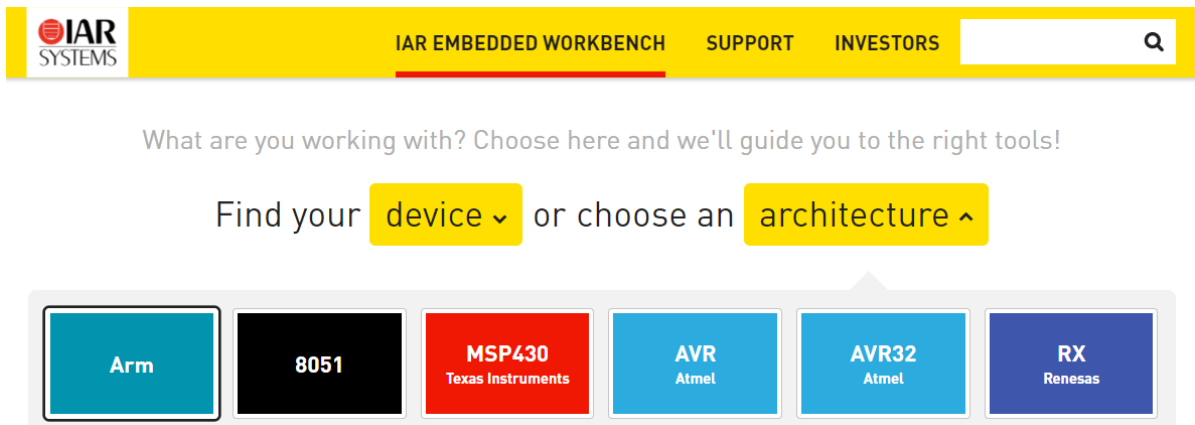 IAR
SYSTEMS
IAR EMBEDDED WORKBENCH SUPPORT INVESTORS
What are you working with? Choose here and we'll guide you to the right tools!
Find your device or choose an architecture
Arm
8051
MSP430
Texas Instruments
AVR
Atmel
AVR32
Atmel
RX
Renesas